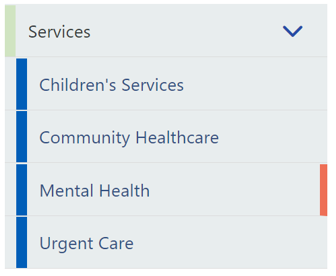 Services
Children's Services
Community Healthcare
Mental Health
Urgent Care